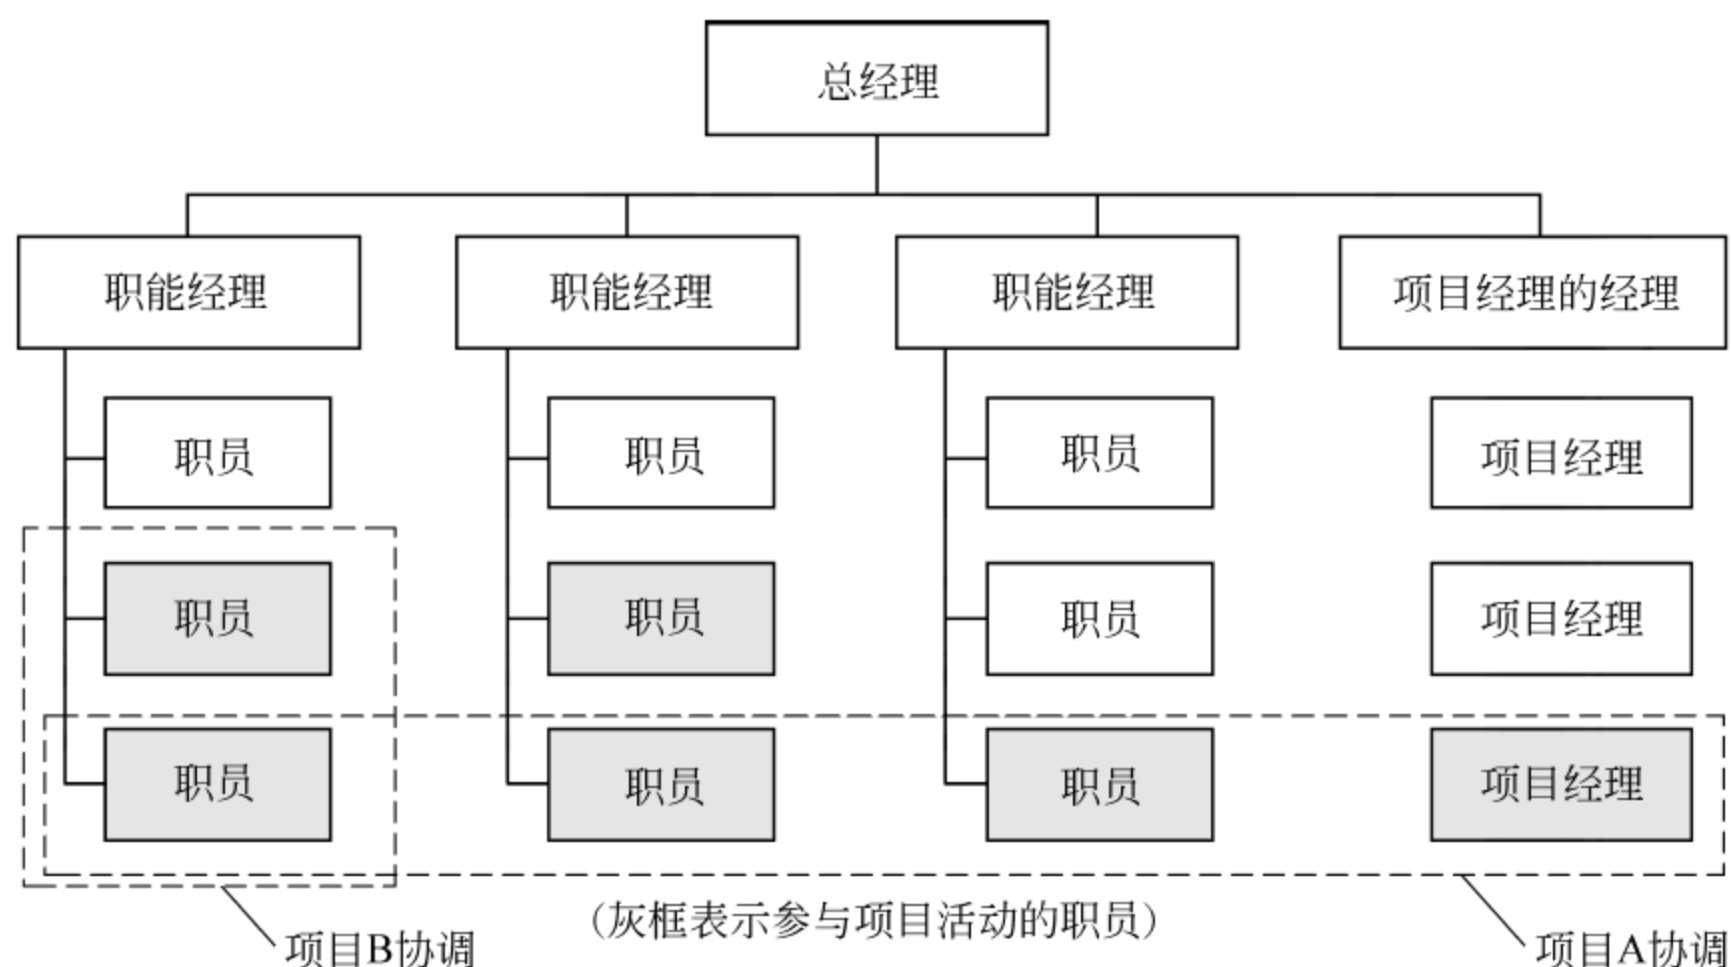 总经理
职能经理
职能经理
职能经理
项目经理的经理
职员
职员
职员
项目经理
职员
职员
职员
项目经理
职员
职员
职员
项目经理
（灰框表示参与项目活动的职员）
项目B协调
项目A协调